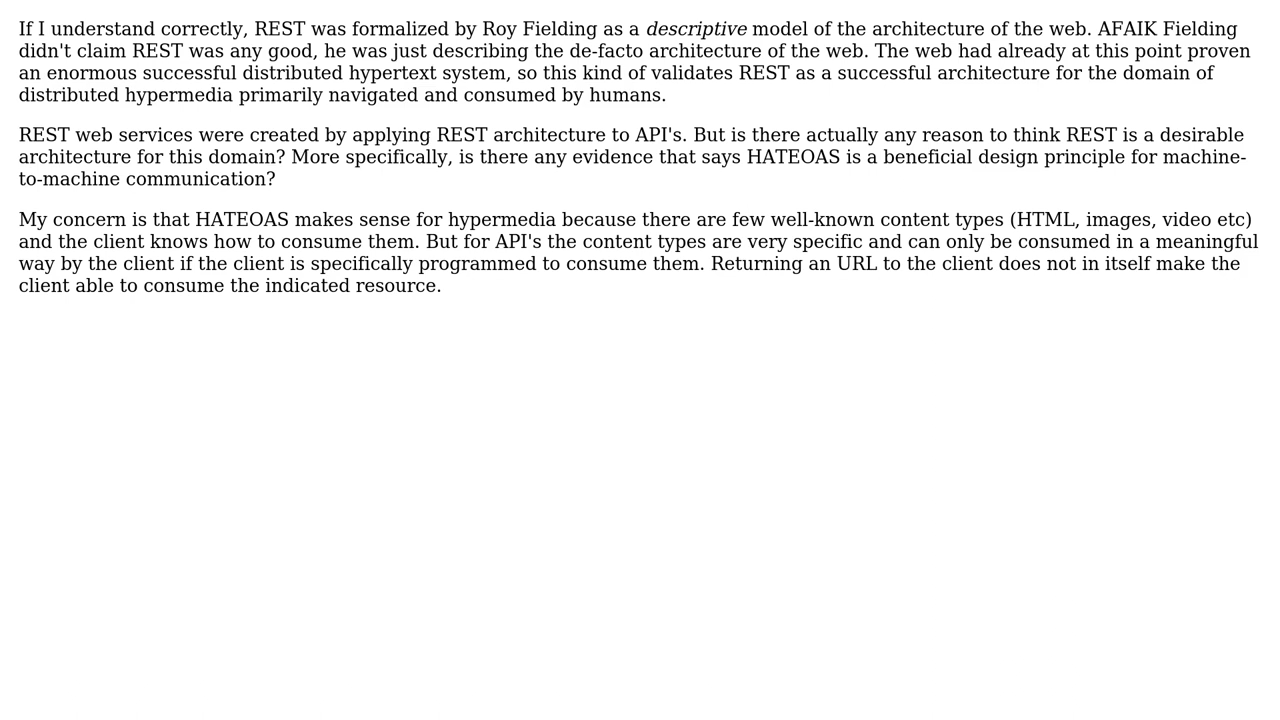 If I understand correctly, REST was formalized by Roy Fielding as a descriptive model of the architecture of the web. AFAIK Fielding
didn't claim REST was any good, he was just describing the de-facto architecture of the web. The web had already at this point proven
an enormous successful distributed hypertext system, so this kind of validates REST as a successful architecture for the domain of
distributed hypermedia primarily navigated and consumed by humans.
REST web services were created by applying REST architecture to API's. But is there actually any reason to think REST is a desirable
architecture for this domain? More specifically, is there any evidence that says HATEOAS is a beneficial design principle for machine-
to-machine communication?
My concern is that HATEOAS makes sense for hypermedia because there are few well-known content types (HTML, images, video etc)
and the client knows how to consume them. But for API's the content types are very specific and can only be consumed in a meaningful
way by the client if the client is specifically programmed to consume them. Returning an URL to the client does not in itself make the
client able to consume the indicated resource.